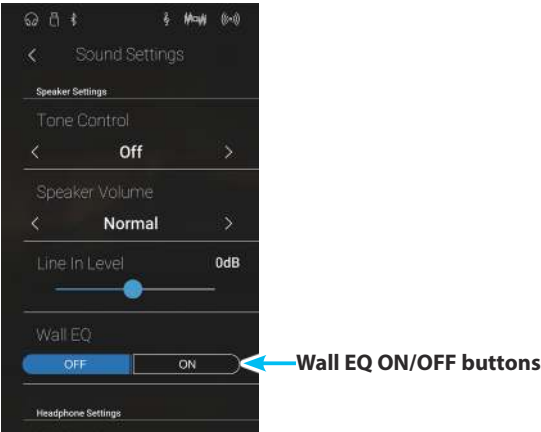 Sound Settings
Speaker Settings
Tone Control
Off
Speaker Volume
Normal
Line In Level 0dB
Wall EQ
OFF ON
Wall EQ ON/OFF buttons
Headphone Settings